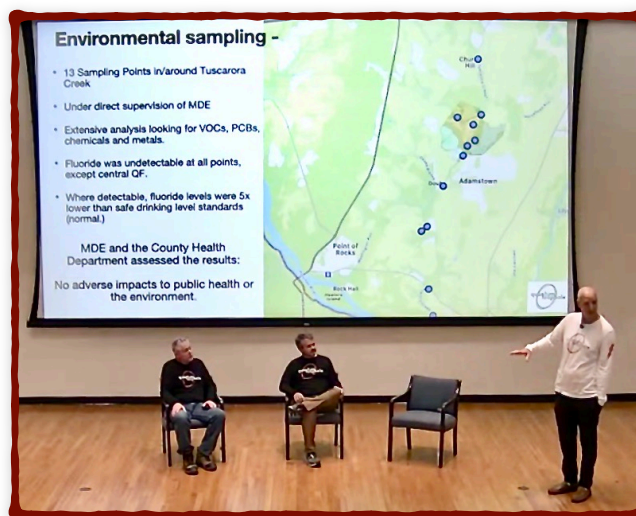 Environmental sampling -
• 13 Sampling Points in/around Tuscarora
Creek
• Under direct supervision of MDE
• Extensive analysis looking for VOCs, PCBs,
chemicals and metals.
• Fluoride was undetectable at all points,
except central QF.
• Where detectable, fluoride levels were 5x
lower than safe drinking level standards
(normal.)
MDE and the County Health
Department assessed the results:
No adverse impacts to public health or
the environment.
Hill
Adamstown
Point of
Rocks
Rock Hall